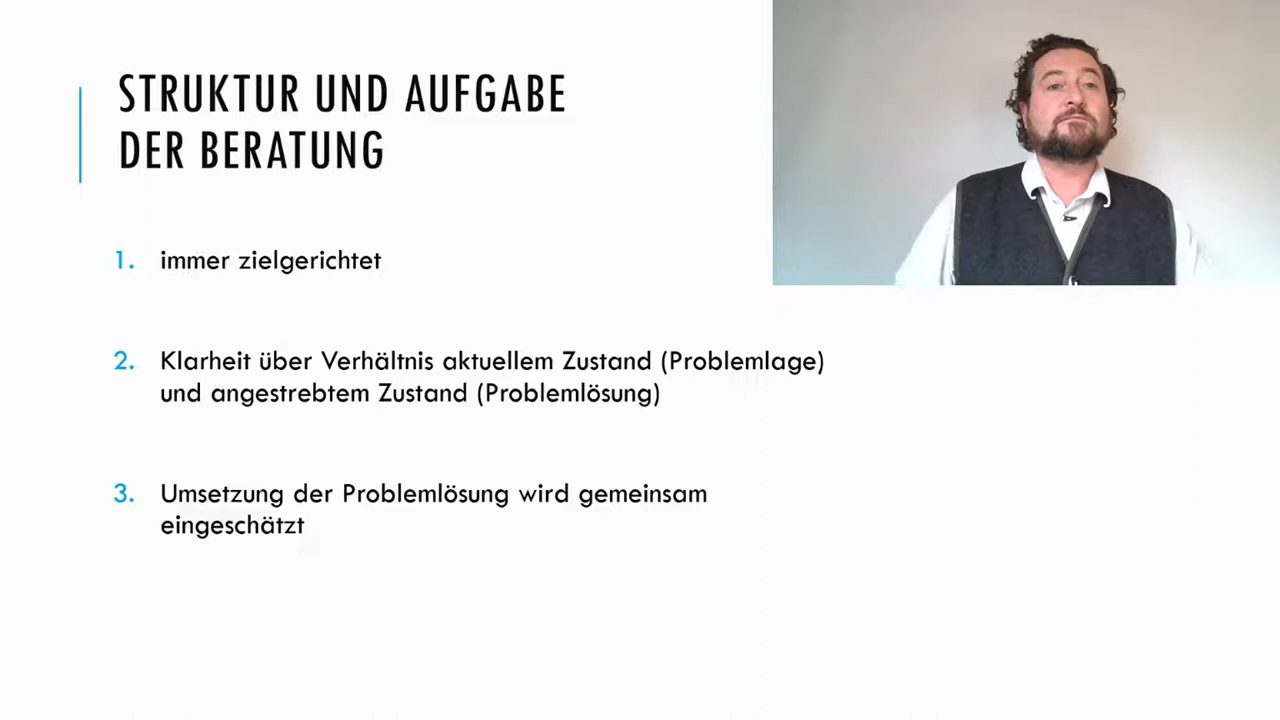 STRUKTUR UND AUFGABE
DER BERATUNG
1. immer zielgerichtet
2. Klarheit über Verhältnis aktuellem Zustand (Problemlage)
und angestrebtem Zustand (Problemlösung)
3. Umsetzung der Problemlösung wird gemeinsam
eingeschätzt